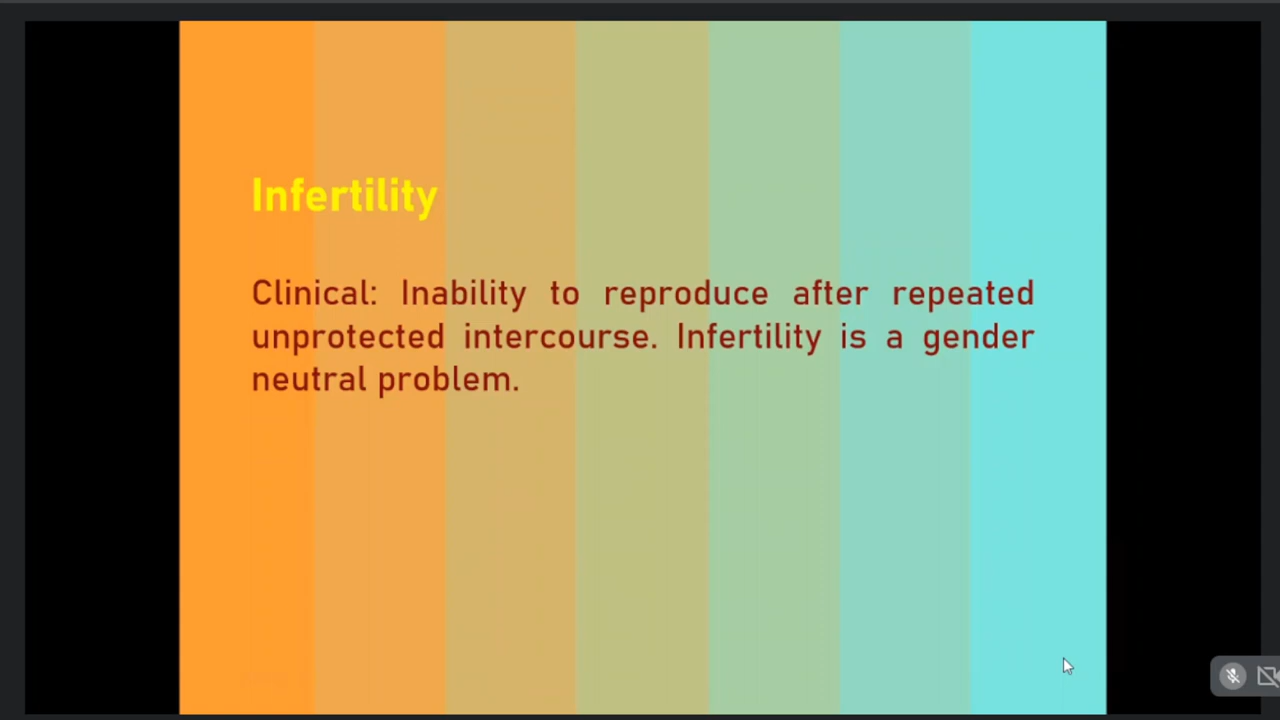 Infertility
Clinical: Inability to reproduce after repeated
unprotected intercourse. Infertility is a gender
neutral problem.